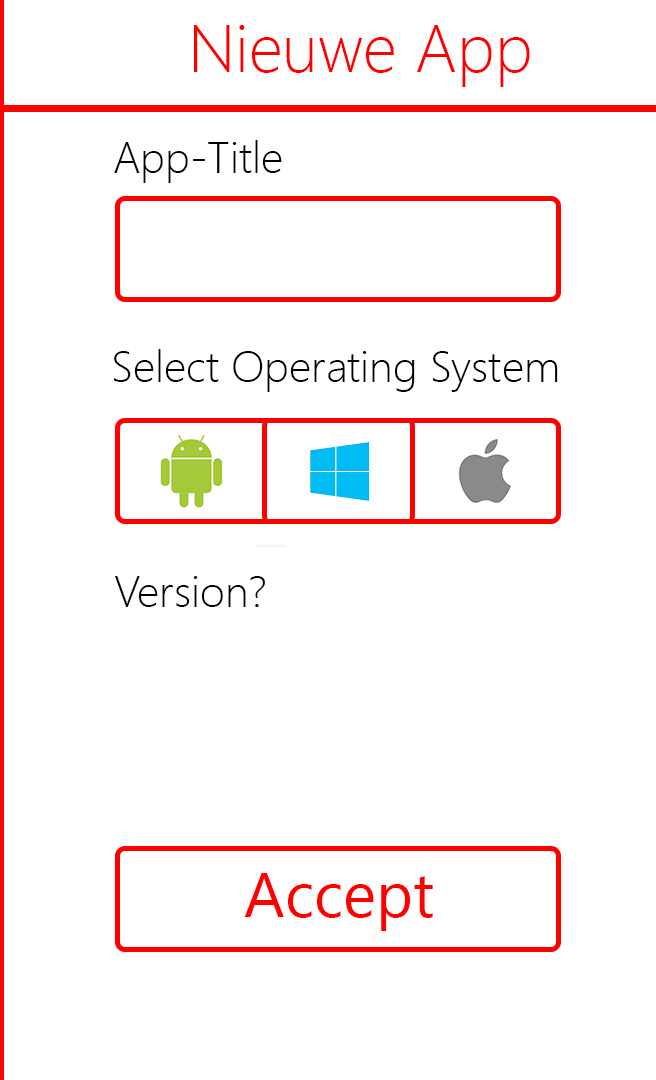 Nieuwe App
App-Title
Select Operating System
Version?
Accept